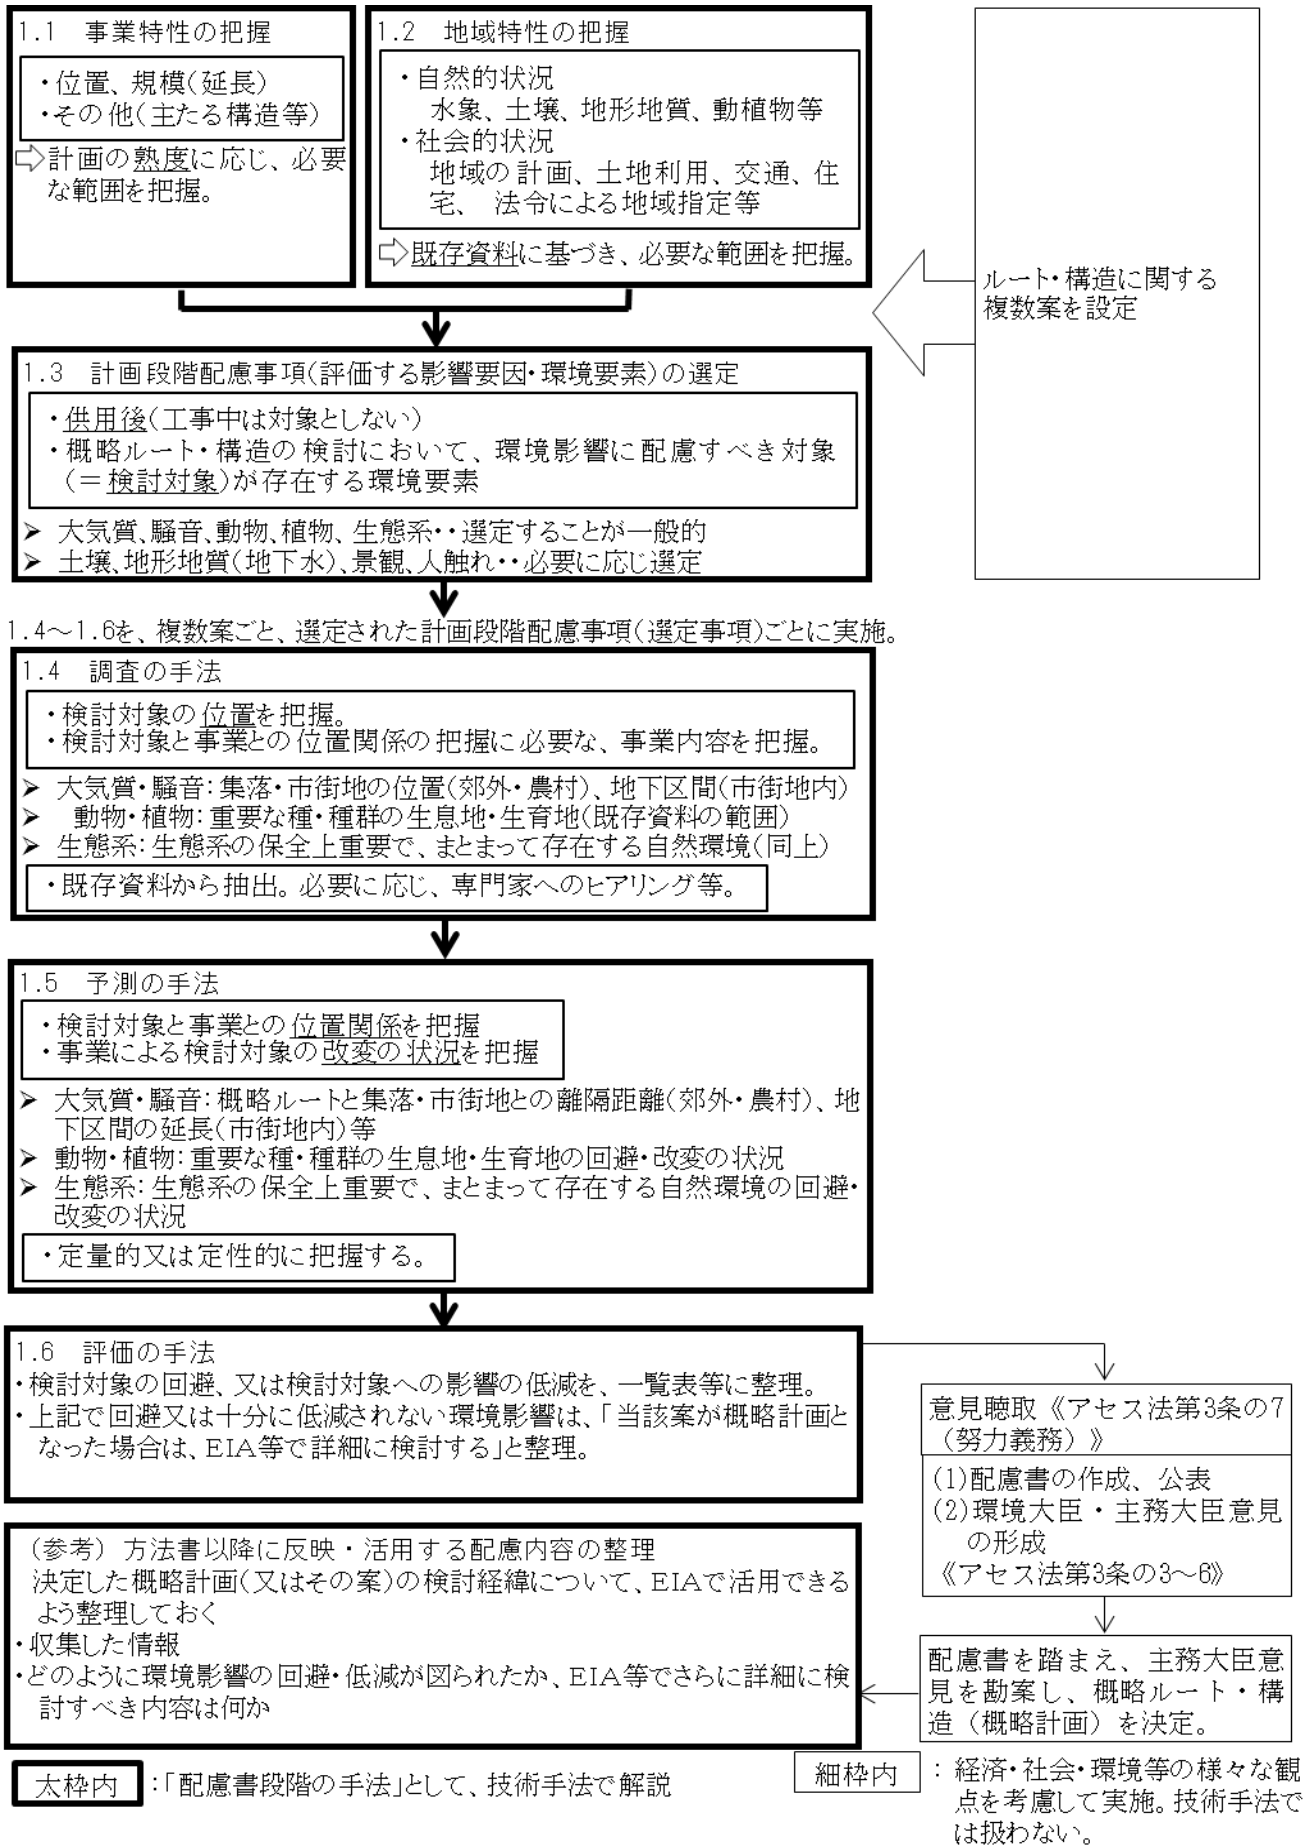 1.1　事業特性の把握
・位置、規模(延長)
・その他(主たる構造等)
⇨計画の熟度に応じ、必要
な範囲を把握。
1.2　地域特性の把握
・自然的状況
水象、土壌、地形地質、動植物等
・社会的状況
地域の計画、土地利用、交通、住
宅、　法令による地域指定等
⇨既存資料に基づき、必要な範囲を把握。
ルート・構造に関する
複数案を設定
1.3　計画段階配慮事項(評価する影響要因・環境要素)の選定
・供用後(工事中は対象としない)
・概略ルート・構造の検討において、環境影響に配慮すべき対象
(＝検討対象)が存在する環境要素
➢ 大気質、騒音、動物、植物、生態系・・選定することが一般的
➢ 土壌、地形地質(地下水)、景観、人触れ・・必要に応じ選定
1.4～1.6を、複数案ごと、選定された計画段階配慮事項(選定事項)ごとに実施。
1.4　調査の手法
・検討対象の位置を把握。
・検討対象と事業との位置関係の把握に必要な、事業内容を把握。
➢ 大気質・騒音：集落・市街地の位置(郊外・農村)、地下区間(市街地内)
➢ 動物・植物：重要な種・種群の生息地・生育地(既存資料の範囲)
➢ 生態系：生態系の保全上重要で、まとまって存在する自然環境(同上)
・既存資料から抽出。必要に応じ、専門家へのヒアリング等。
1.5　予測の手法
・検討対象と事業との位置関係を把握
・事業による検討対象の改変の状況を把握
➢ 大気質・騒音：概略ルートと集落・市街地との離隔距離(郊外・農村)、地
下区間の延長(市街地内)等
➢ 動物・植物：重要な種・種群の生息地・生育地の回避・改変の状況
➢ 生態系：生態系の保全上重要で、まとまって存在する自然環境の回避・
改変の状況
・定量的又は定性的に把握する。
1.6　評価の手法
・検討対象の回避、又は検討対象への影響の低減を、一覧表等に整理。
・上記で回避又は十分に低減されない環境影響は、「当該案が概略計画と
なった場合は、EIA等で詳細に検討する」と整理。
意見聴取《アセス法第3条の7
（努力義務）》
(1)配慮書の作成、公表
(2)環境大臣・主務大臣意見
の形成
《アセス法第3条の3～6》
配慮書を踏まえ、主務大臣意
見を勘案し、概略ルート・構
造（概略計画）を決定。
（参考）方法書以降に反映・活用する配慮内容の整理
決定した概略計画(又はその案)の検討経緯について、EIAで活用できる
よう整理しておく
・収集した情報
・どのように環境影響の回避・低減が図られたか、EIA等でさらに詳細に検
討すべき内容は何か
太枠内：「配慮書段階の手法」として、技術手法で解説
細枠内：経済・社会・環境等の様々な観
点を考慮して実施。技術手法で
は扱わない。